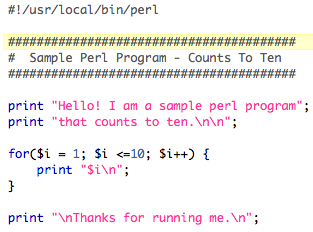 #!/usr/local/bin/perl
########################################
#  Sample Perl Program - Counts To Ten
########################################
print "Hello! I am a sample perl program";
print "that counts to ten.\n\n";
for($i = 1; $i <=10; $i++) {
    print "$i\n";
}
print "\nThanks for running me.\n";